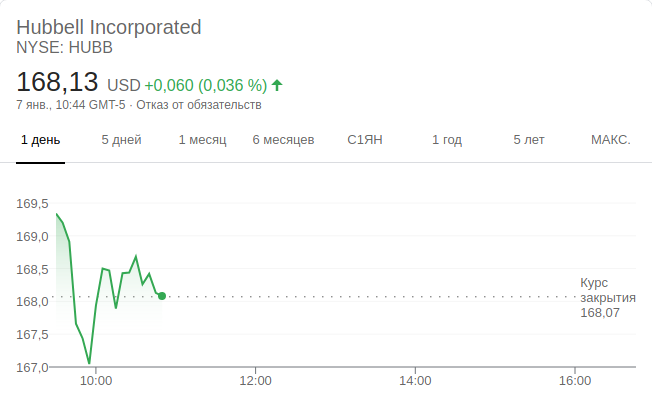 Hubbell Incorporated
NYSE: HUBB
168,13 USD +0,060 (0,036 %)
7 янв., 10:44 GMT-5 · Отказ от обязательств
1 день 5 дней 1 месяц 6 месяцев С1ЯН 1 год 5 лет МАКС.
169,5
169,0
168,5
168,0
167,5
167,0
Курс
закрытия
168,07
10:00 12:00 14:00 16:00